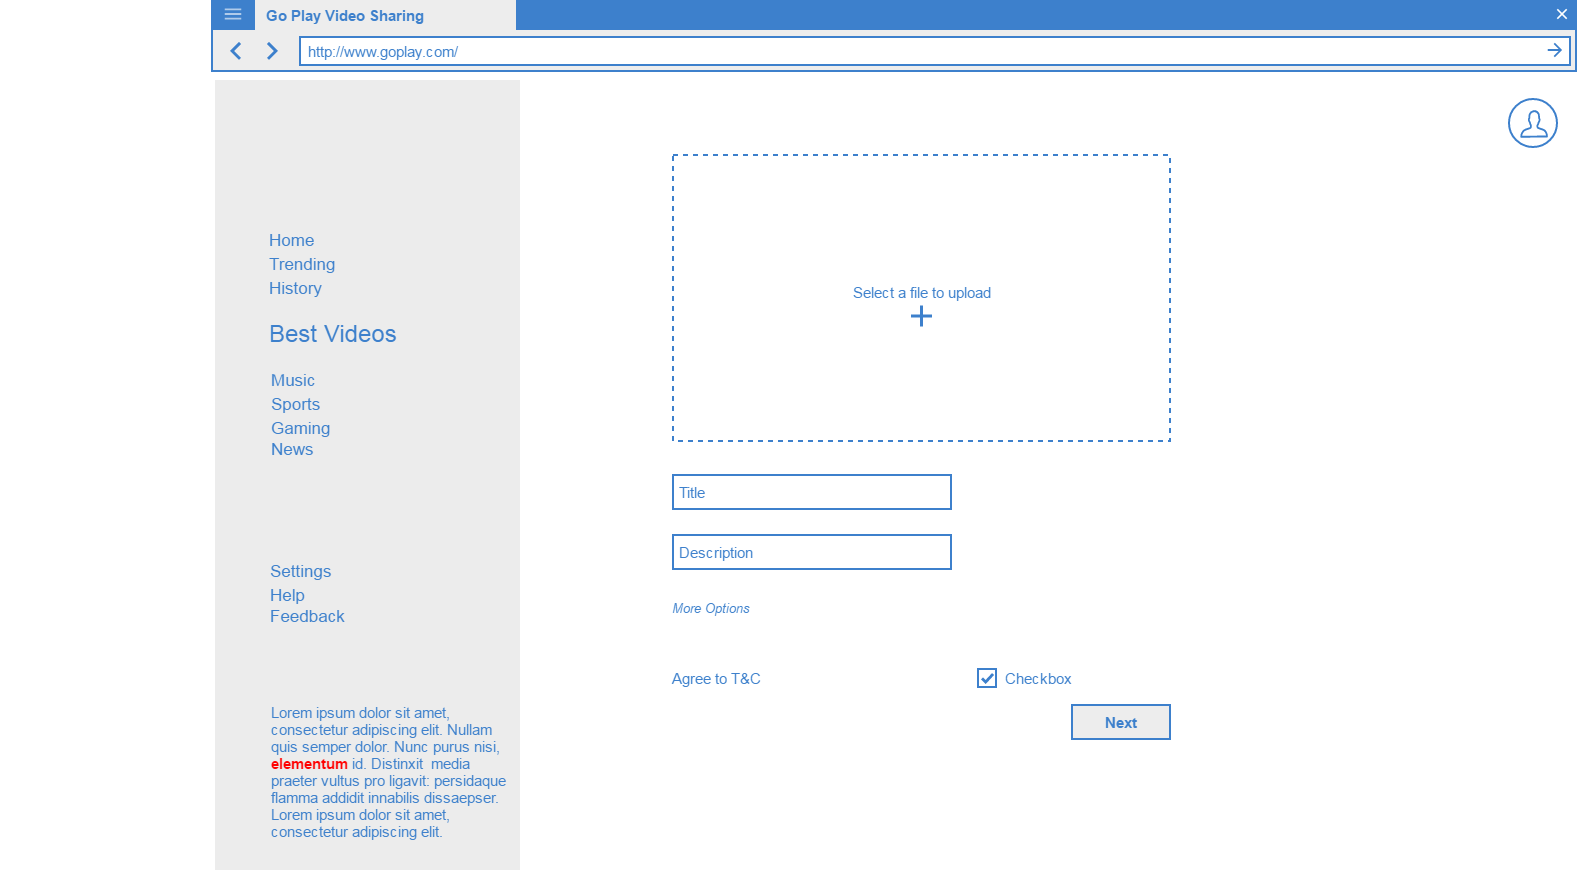 Go Play Video Sharing
http://www.goplay.com/
Home
Trending
History
Best Videos
Music
Sports
Gaming
News
Settings
Help
Feedback
Lorem ipsum dolor sit amet,
consectetur adipiscing elit. Nullam
quis semper dolor. Nunc purus nisi,
elementum id. Distinxit  media
praeter vultus pro ligavit: persidaque
flamma addidit innabilis dissaepser.
Lorem ipsum dolor sit amet,
consectetur adipiscing elit.
Select a file to upload
Title
Description
More Options
Agree to T&C
Checkbox
Next